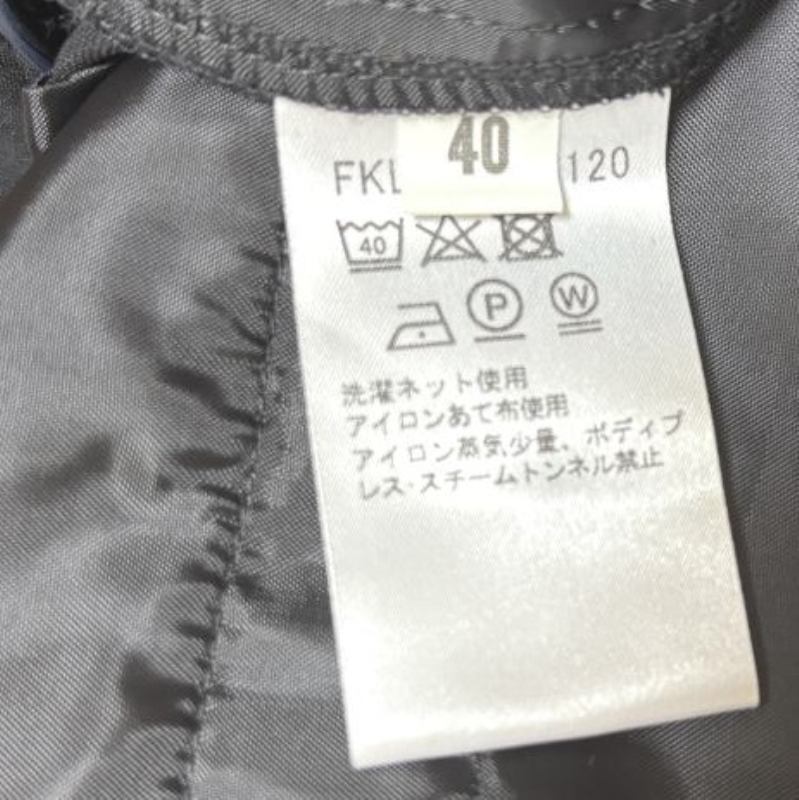 40
FKL 120
40
P W
洗濯ネット使用
アイロンあて布使用
アイロン蒸気少量、ボディプ
レス・スチームトンネル禁止